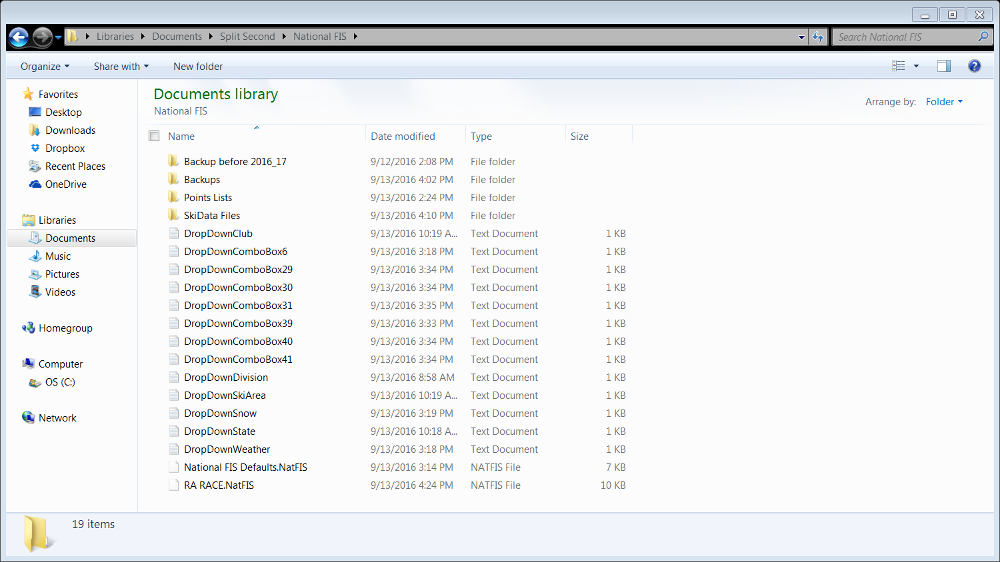 Libraries Documents Split Second National FIS
Search National FIS
Organize Share with New folder
Documents library
National FIS
Arrange by: Folder
Favorites
Desktop
Downloads
Dropbox
Recent Places
OneDrive
Libraries
Documents
Music
Pictures
Videos
Homegroup
Computer
OS (C:)
Network
Name Date modified Type Size
Backup before 2016_17 9/12/2016 2:08 PM File folder
Backups 9/13/2016 4:02 PM File folder
Points Lists 9/13/2016 2:24 PM File folder
SkiData Files 9/13/2016 4:10 PM File folder
DropDownClub 9/13/2016 10:19 A... Text Document 1 KB
DropDownComboBox6 9/13/2016 3:18 PM Text Document 1 KB
DropDownComboBox29 9/13/2016 3:34 PM Text Document 1 KB
DropDownComboBox30 9/13/2016 3:34 PM Text Document 1 KB
DropDownComboBox31 9/13/2016 3:35 PM Text Document 1 KB
DropDownComboBox39 9/13/2016 3:33 PM Text Document 1 KB
DropDownComboBox40 9/13/2016 3:34 PM Text Document 1 KB
DropDownComboBox41 9/13/2016 3:34 PM Text Document 1 KB
DropDownDivision 9/13/2016 8:58 AM Text Document 1 KB
DropDownSkiArea 9/13/2016 10:19 A... Text Document 1 KB
DropDownSnow 9/13/2016 3:19 PM Text Document 1 KB
DropDownState 9/13/2016 10:18 A... Text Document 1 KB
DropDownWeather 9/13/2016 3:18 PM Text Document 1 KB
National FIS Defaults.NatFIS 9/13/2016 3:14 PM NATFIS File 7 KB
RA RACE.NatFIS 9/13/2016 4:24 PM NATFIS File 10 KB
19 items